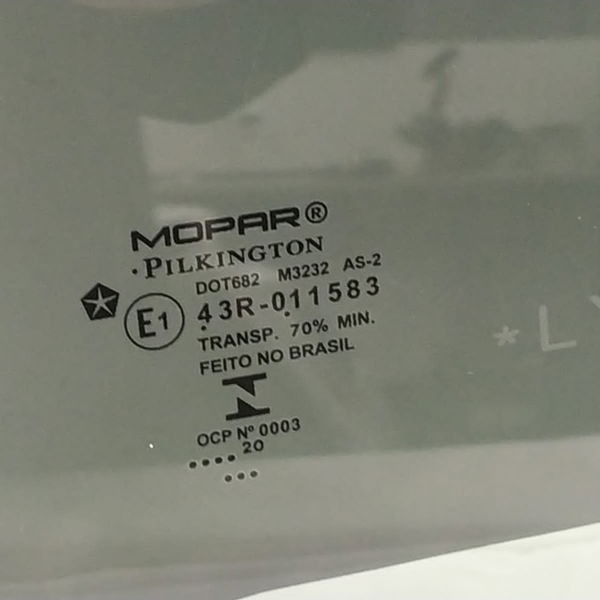 MOPAR®
·PILKINGTON
DOT682 M3232 AS-2
E1 43R-011583
TRANSP. 70% MIN.
FEITO NO BRASIL
OCP Nº 0003
20
*L